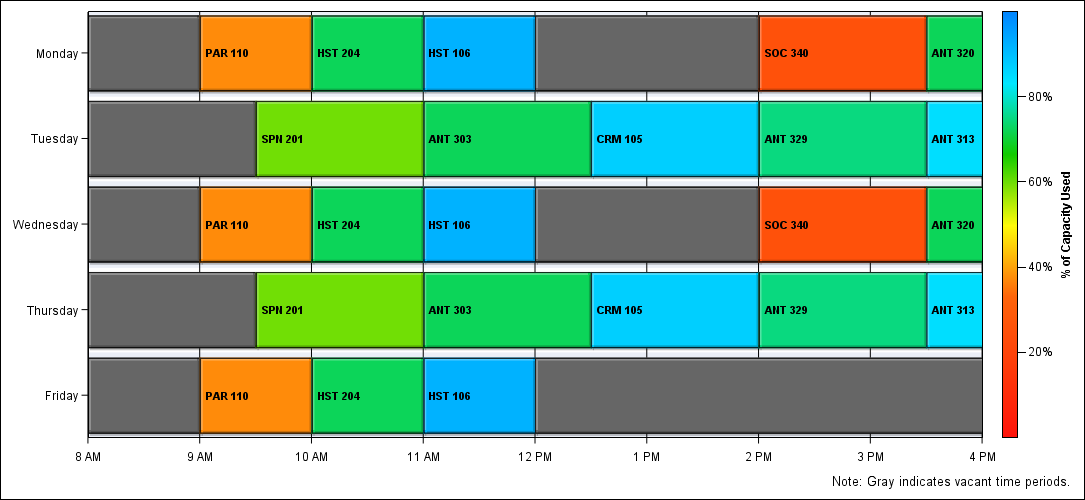 Monday PAR 110 HST 204 HST 106 SOC 340 ANT 320
80%
Tuesday SPN 201 ANT 303 CRM 105 ANT 329 ANT 313
60%
Wednesday PAR 110 HST 204 HST 106 SOC 340 ANT 320
% of Capacity Used
40%
Thursday SPN 201 ANT 303 CRM 105 ANT 329 ANT 313
20%
Friday PAR 110 HST 204 HST 106
8 AM 9 AM 10 AM 11 AM 12 PM 1 PM 2 PM 3 PM 4 PM
Note: Gray indicates vacant time periods.